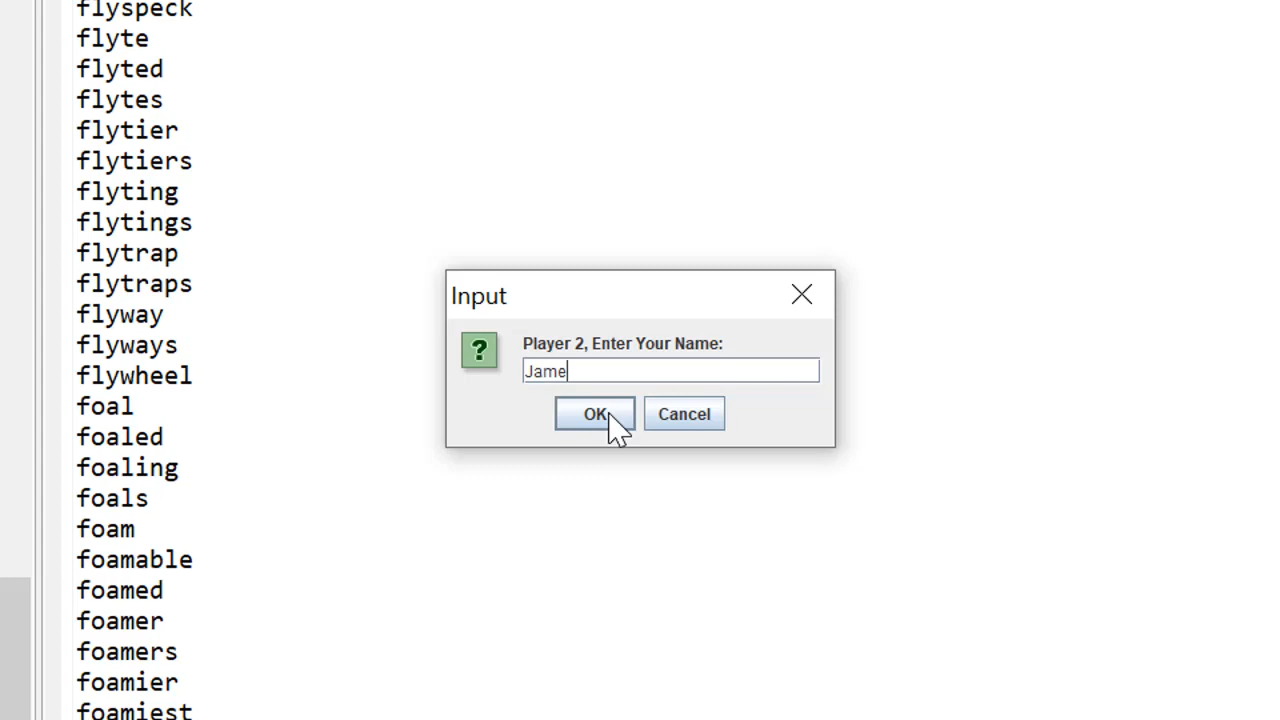 flyspeck
flyte
flyted
flytes
flytier
flytiers
flyting
flytings
flytrap
flytraps
flyway
flyways
flywheel
foal
foaled
foaling
foals
foam
foamable
foamed
foamer
foamers
foamier
foamiest
Input
?
Player 2, Enter Your Name:
Jame
OK Cancel